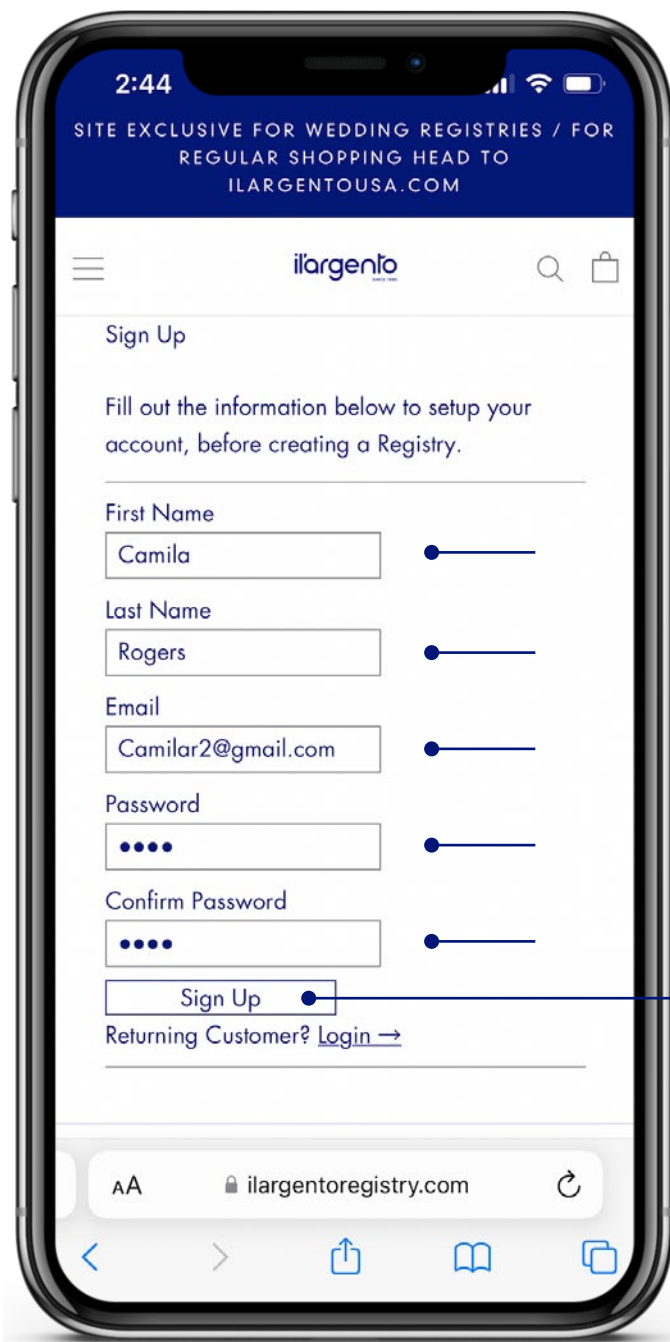 2:44
SITE EXCLUSIVE FOR WEDDING REGISTRIES / FOR
REGULAR SHOPPING HEAD TO
ILARGENTOUSA.COM
il'argento
Sign Up
Fill out the information below to setup your
account, before creating a Registry.
First Name
Camila
Last Name
Rogers
Email
Camilar2@gmail.com
Password
••••
Confirm Password
••••
Sign Up
Returning Customer? Login →
AA ilargentoregistry.com